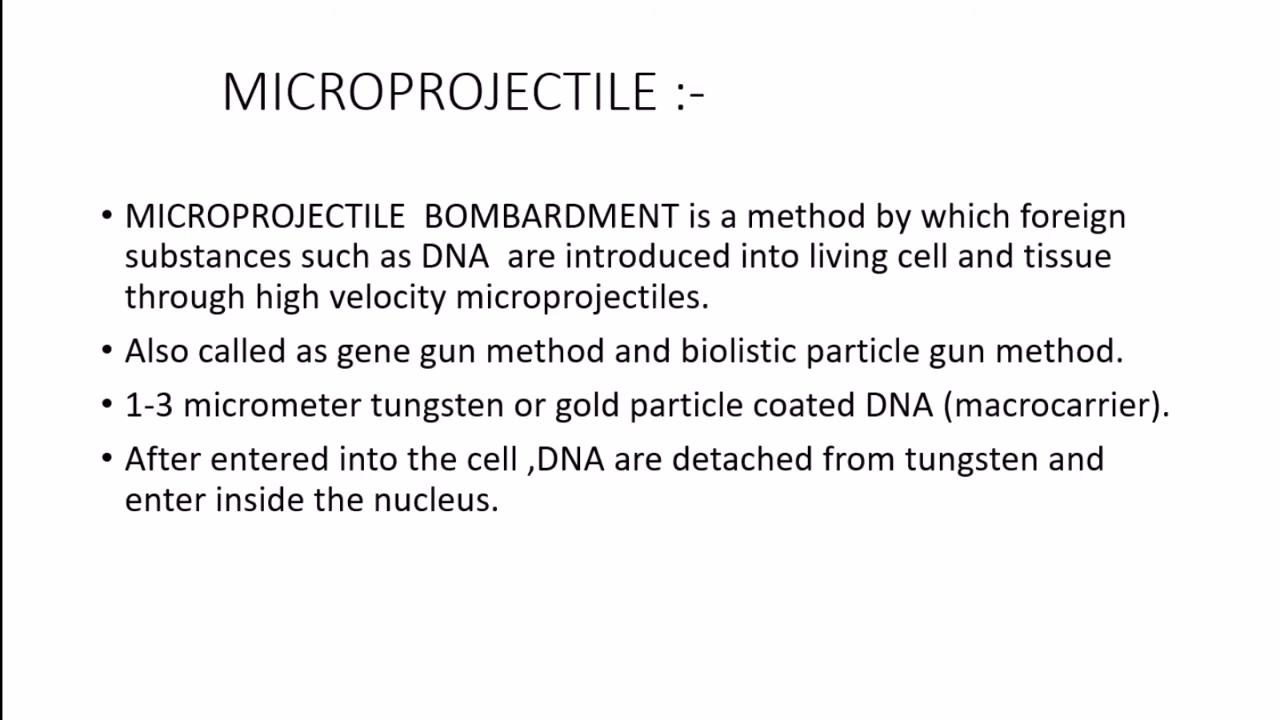 MICROPROJECTILE :-
• MICROPROJECTILE  BOMBARDMENT is a method by which foreign
substances such as DNA  are introduced into living cell and tissue
through high velocity microprojectiles.
• Also called as gene gun method and biolistic particle gun method.
• 1-3 micrometer tungsten or gold particle coated DNA (macrocarrier).
• After entered into the cell ,DNA are detached from tungsten and
enter inside the nucleus.